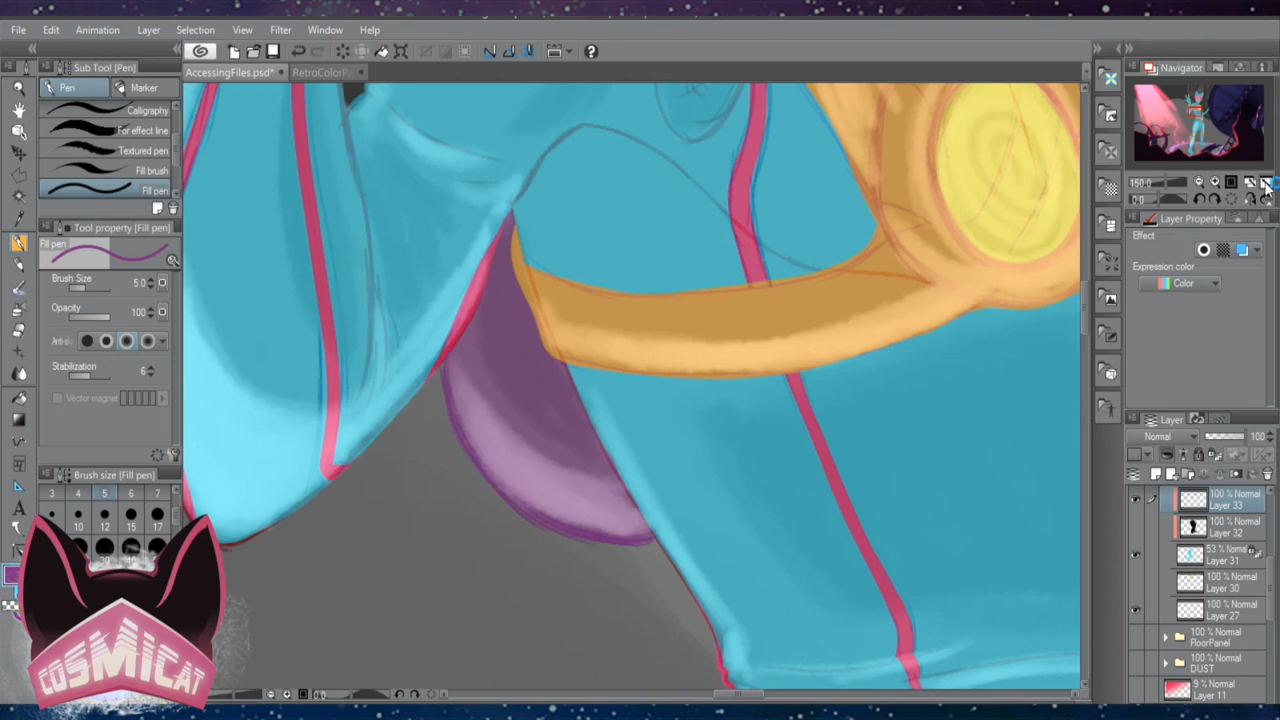 File Edit Animation Layer Selection View Filter Window Help
Sub Tool [Pen]
AccessingFiles.psd*
RetroColorP
Navigator
Pen
Marker
Calligraphy
For effect line
Textured pen
Fill brush
Fill pen
150.0
0.0
Tool property [Fill pen]
Layer Property
Fill pen
Effect
Expression color
Color
Brush Size 5.0
Opacity 100
Stabilization 6
Vector magnet
Layer
Normal 100
Brush size [Fill pen]
3 4 5 6 7
10 12 15 17
100 % Normal
Layer 33
100 % Normal
Layer 32
53 % Normal
Layer 31
100 % Normal
Layer 30
100 % Normal
Layer 27
100 % Normal
FloorPanel
100 % Normal
DUST
9 % Normal
Layer 11
COSMICAT
0.0